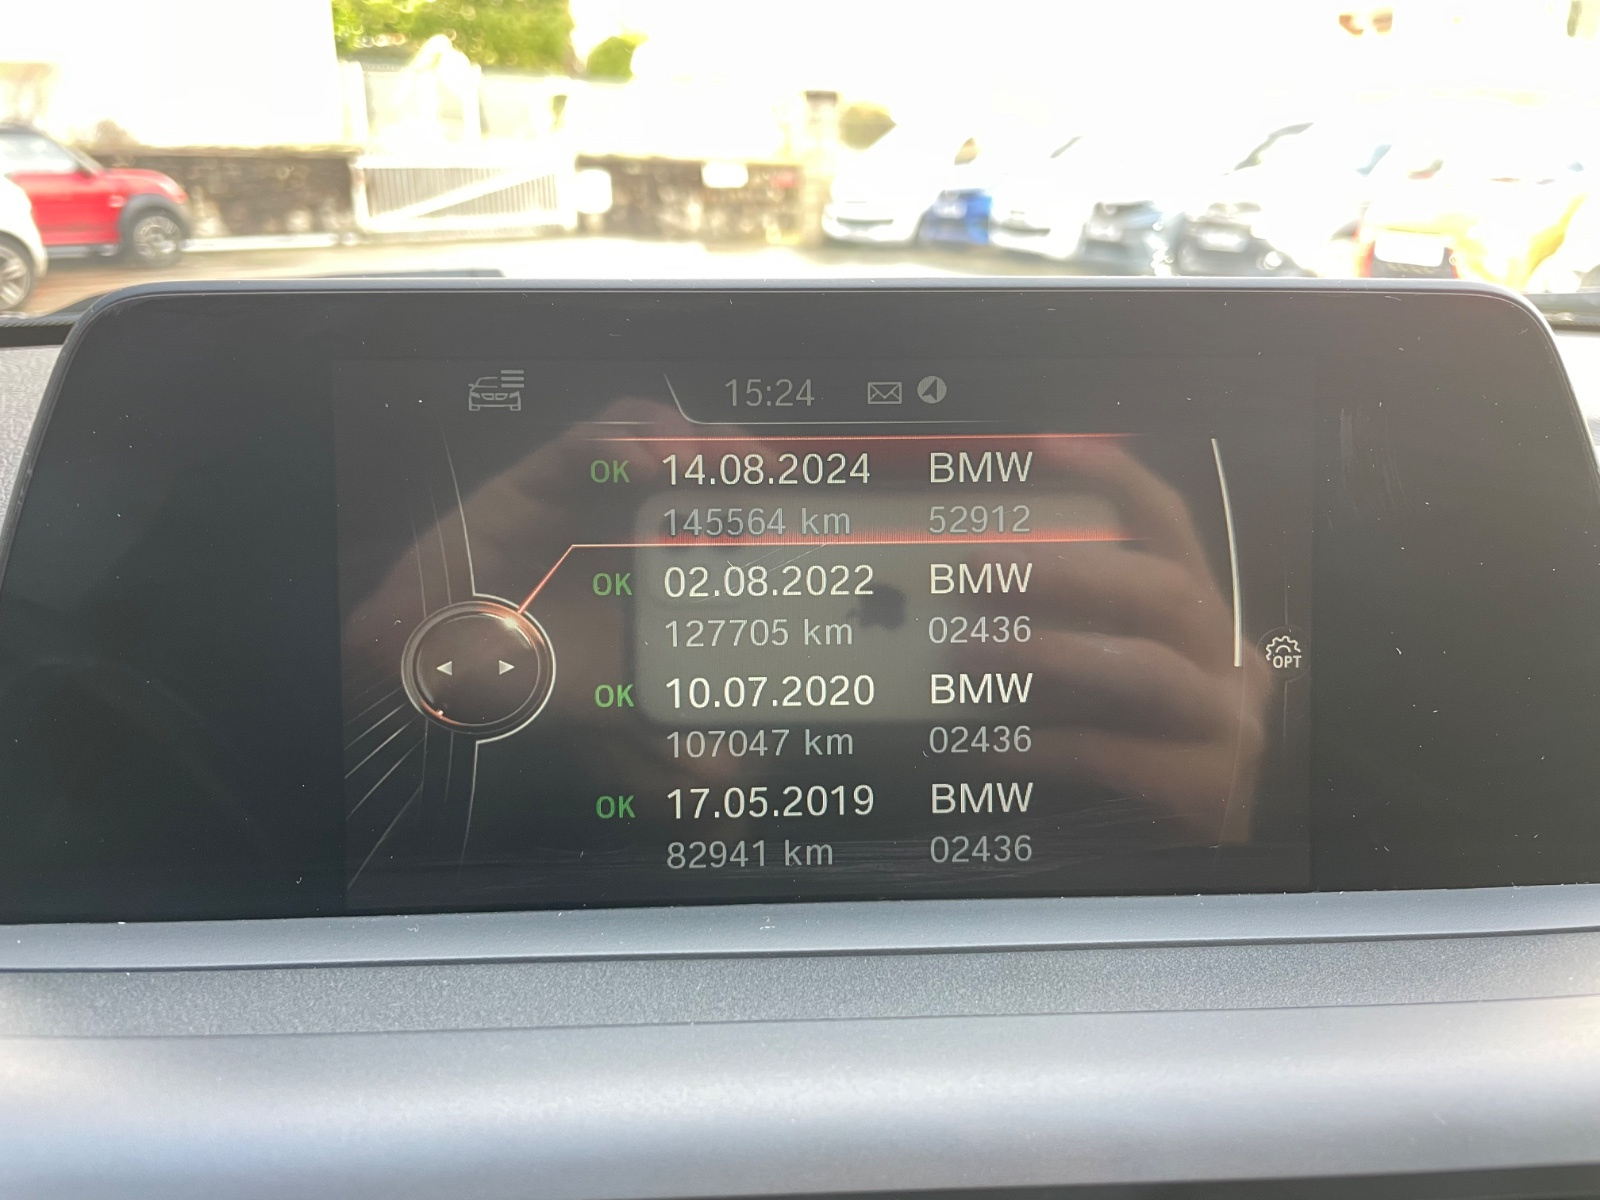 15:24
OK 14.08.2024 BMW
145564 km 52912
OK 02.08.2022 BMW
127705 km 02436
OK 10.07.2020 BMW
107047 km 02436
OPT
OK 17.05.2019 BMW
82941 km 02436